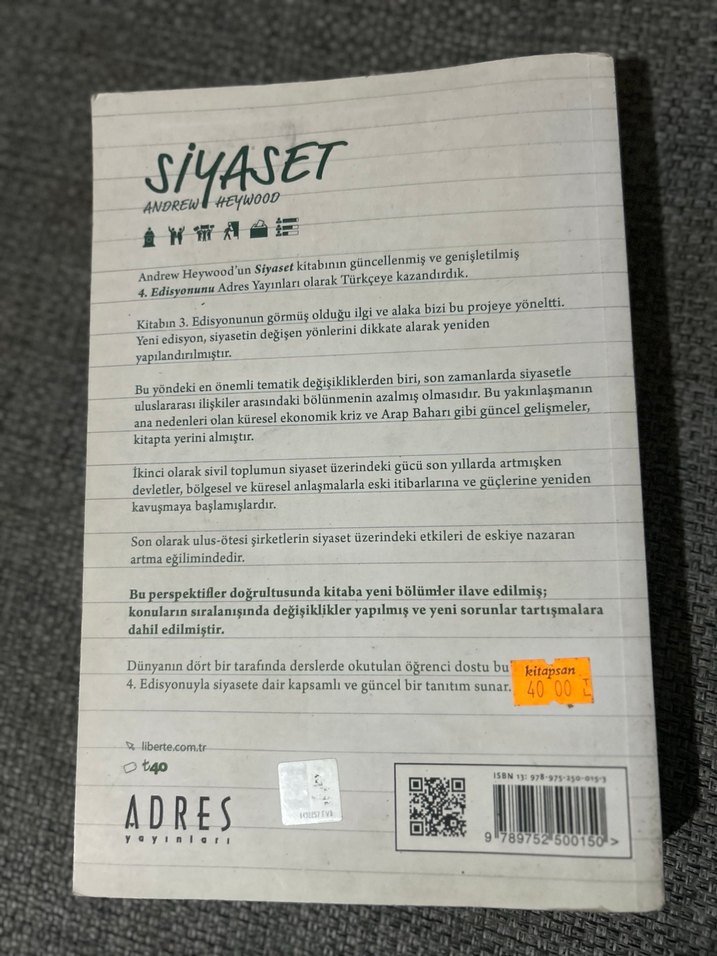 SİYASET
ANDREW HEYWOOD
Andrew Heywood'un Siyaset kitabının güncellenmiş ve genişletilmiş
4. Edisyonunu Adres Yayınları olarak Türkçeye kazandırdık.
Kitabın 3. Edisyonunun görmüş olduğu ilgi ve alaka bizi bu projeye yöneltti.
Yeni edisyon, siyasetin değişen yönlerini dikkate alarak yeniden
yapılandırılmıştır.
Bu yöndeki en önemli tematik değişikliklerden biri, son zamanlarda siyasetle
uluslararası ilişkiler arasındaki bölünmenin azalmış olmasıdır. Bu yakınlaşmanın
ana nedenleri olan küresel ekonomik kriz ve Arap Baharı gibi güncel gelişmeler,
kitapta yerini almıştır.
İkinci olarak sivil toplumun siyaset üzerindeki gücü son yıllarda artmışken
devletler, bölgesel ve küresel anlaşmalarla eski itibarlarına ve güçlerine yeniden
kavuşmaya başlamışlardır.
Son olarak ulus-ötesi şirketlerin siyaset üzerindeki etkileri de eskiye nazaran
artma eğilimindedir.
Bu perspektifler doğrultusunda kitaba yeni bölümler ilave edilmiş;
konuların sıralanışında değişiklikler yapılmış ve yeni sorunlar tartışmalara
dahil edilmiştir.
Dünyanın dört bir tarafında derslerde okutulan öğrenci dostu bu
4. Edisyonuyla siyasete dair kapsamlı ve güncel bir tanıtım sunar.
kitapsan
40 00 TL
liberte.com.tr
₺40
ADRES
yayınları
ISBN 13: 978-975-250-015-3
9 789752 500150 >